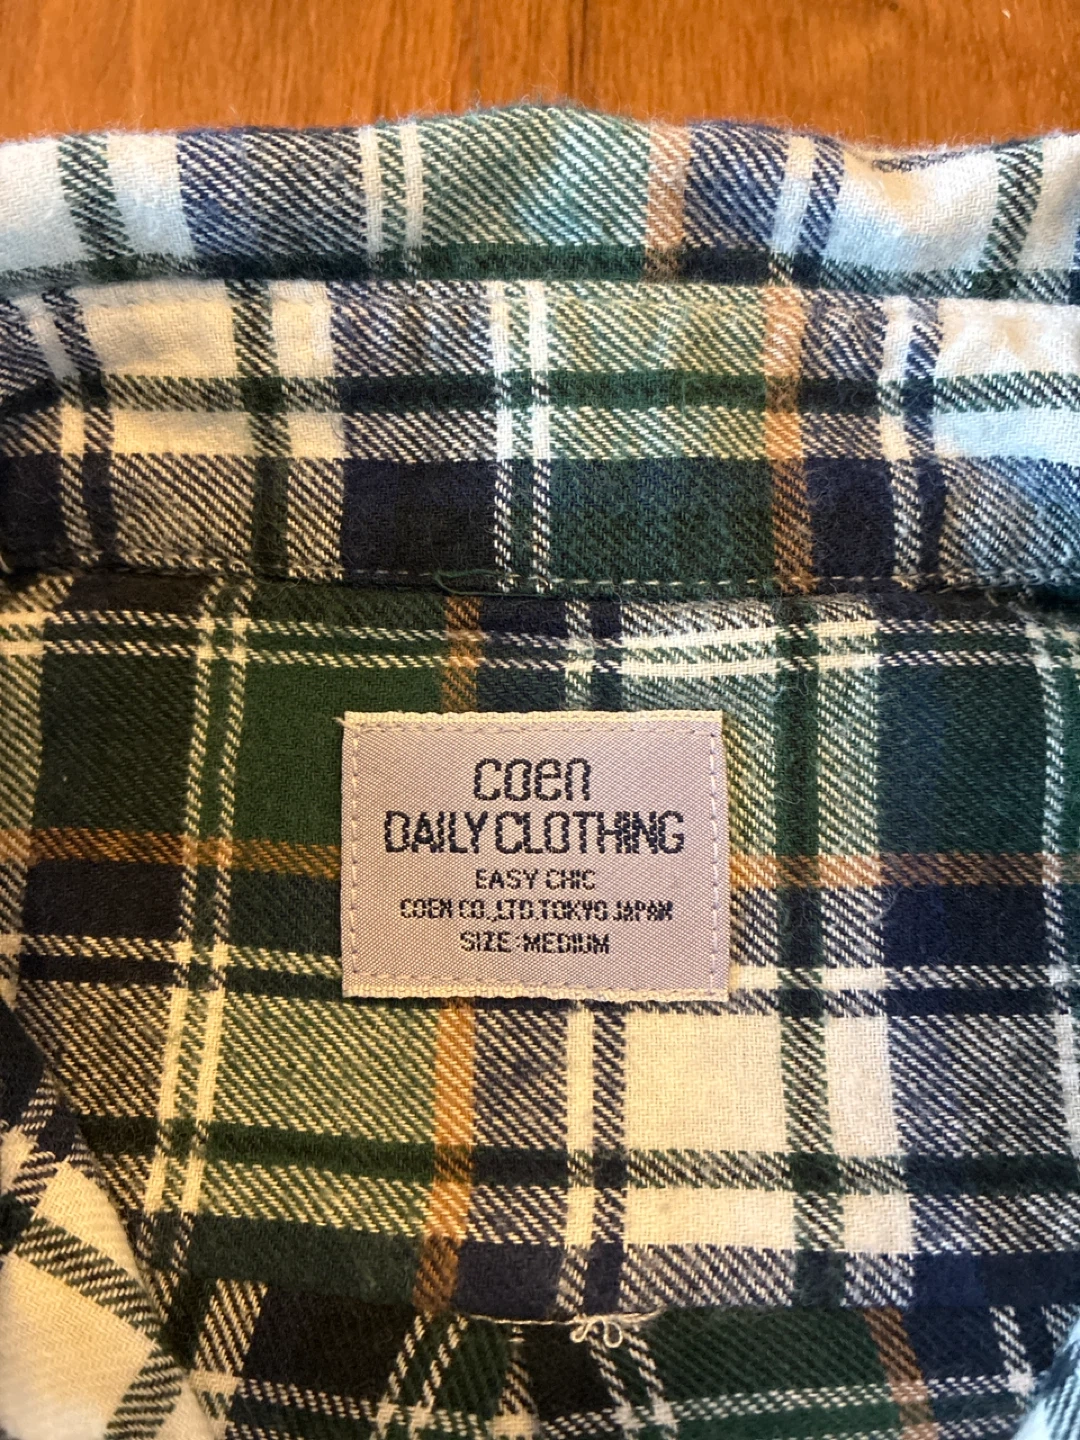 coen
DAILY CLOTHING
EASY CHIC
COEN CO.,LTD.TOKYO JAPAN
SIZE:MEDIUM